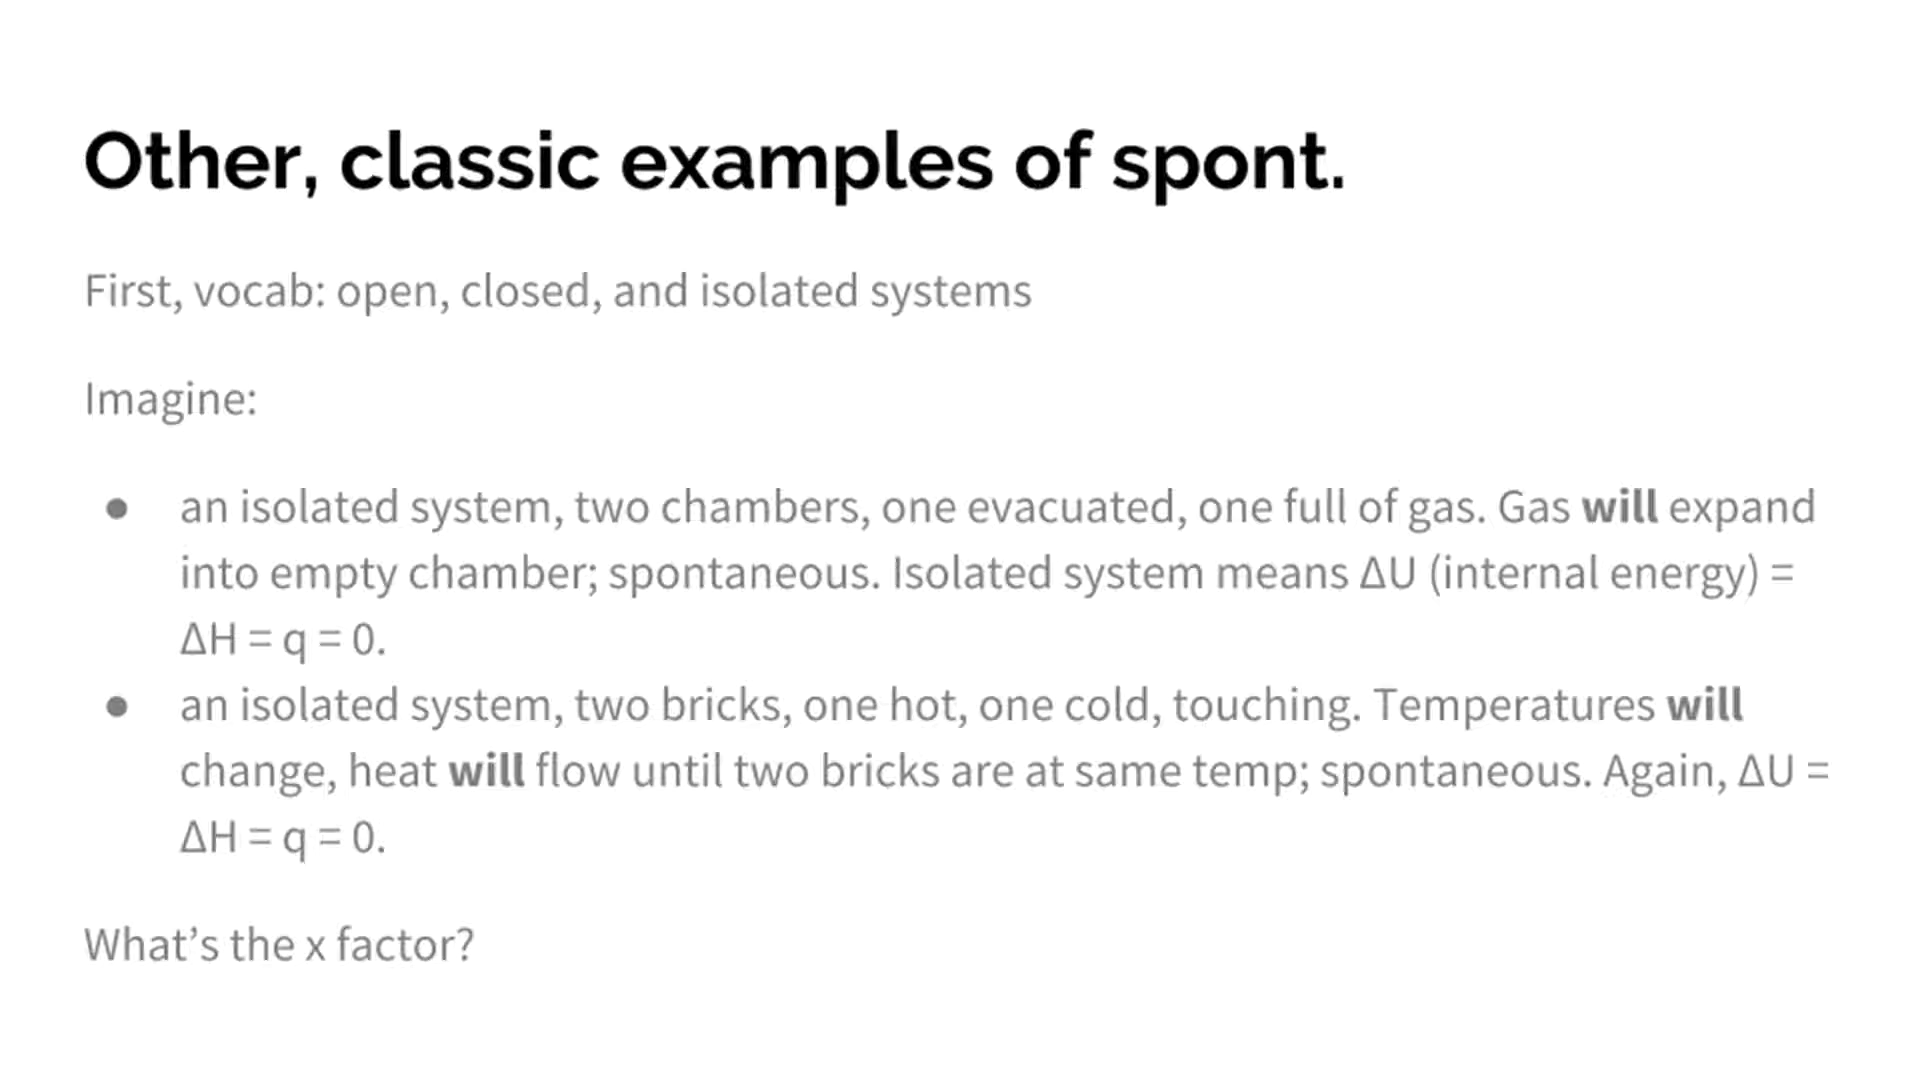 Other, classic examples of spont.
First, vocab: open, closed, and isolated systems
Imagine:
● an isolated system, two chambers, one evacuated, one full of gas. Gas will expand
into empty chamber; spontaneous. Isolated system means ΔU (internal energy) =
ΔH = q = 0.
● an isolated system, two bricks, one hot, one cold, touching. Temperatures will
change, heat will flow until two bricks are at same temp; spontaneous. Again, ΔU =
ΔH = q = 0.
What’s the x factor?